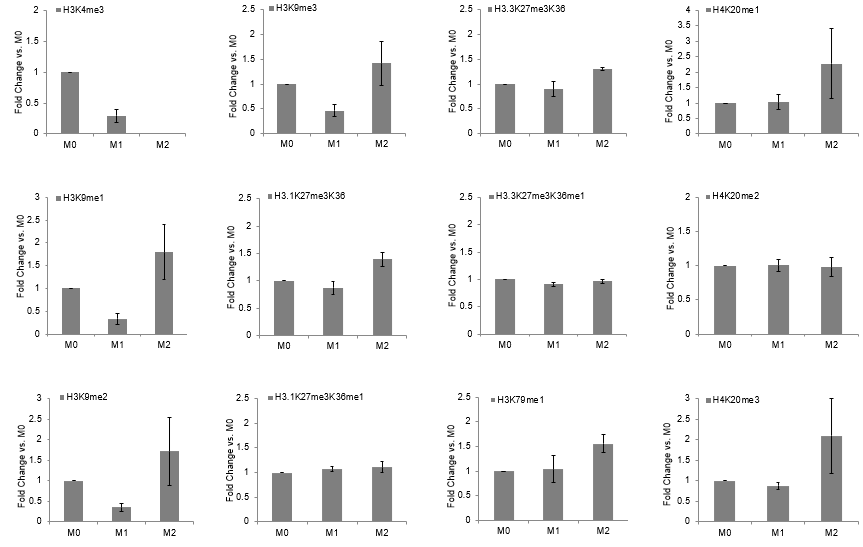 H3K4me3
Fold Change vs. M0
2
1.5
1
0.5
0
M0 M1 M2
H3K9me3
Fold Change vs. M0
2.5
2
1.5
1
0.5
0
M0 M1 M2
H3.3K27me3K36
Fold Change vs. M0
2.5
2
1.5
1
0.5
0
M0 M1 M2
H4K20me1
Fold Change vs. M0
4
3.5
3
2.5
2
1.5
1
0.5
0
M0 M1 M2
H3K9me1
Fold Change vs. M0
3
2.5
2
1.5
1
0.5
0
M0 M1 M2
H3.1K27me3K36
Fold Change vs. M0
2.5
2
1.5
1
0.5
0
M0 M1 M2
H3.3K27me3K36me1
Fold Change vs. M0
2.5
2
1.5
1
0.5
0
M0 M1 M2
H4K20me2
Fold Change vs. M0
2
1.5
1
0.5
0
M0 M1 M2
H3K9me2
Fold Change vs. M0
3
2.5
2
1.5
1
0.5
0
M0 M1 M2
H3.1K27me3K36me1
Fold Change vs. M0
2.5
2
1.5
1
0.5
0
M0 M1 M2
H3K79me1
Fold Change vs. M0
2.5
2
1.5
1
0.5
0
M0 M1 M2
H4K20me3
Fold Change vs. M0
3
2.5
2
1.5
1
0.5
0
M0 M1 M2